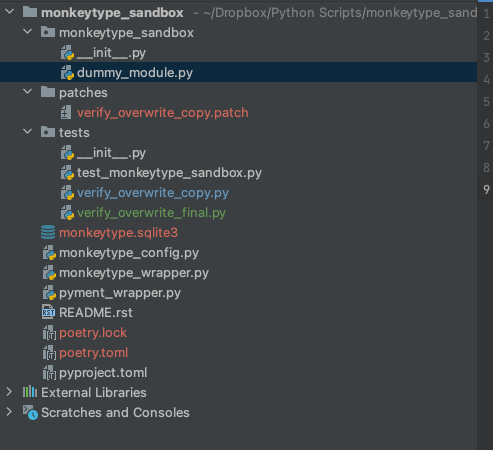 monkeytype_sandbox - ~/Dropbox/Python Scripts/monkeytype_sand
monkeytype_sandbox
__init__.py
dummy_module.py
patches
verify_overwrite_copy.patch
tests
__init__.py
test_monkeytype_sandbox.py
verify_overwrite_copy.py
verify_overwrite_final.py
monkeytype.sqlite3
monkeytype_config.py
monkeytype_wrapper.py
pyment_wrapper.py
README.rst
poetry.lock
poetry.toml
pyproject.toml
External Libraries
Scratches and Consoles
1
2
3
4
5
6
7
8
9